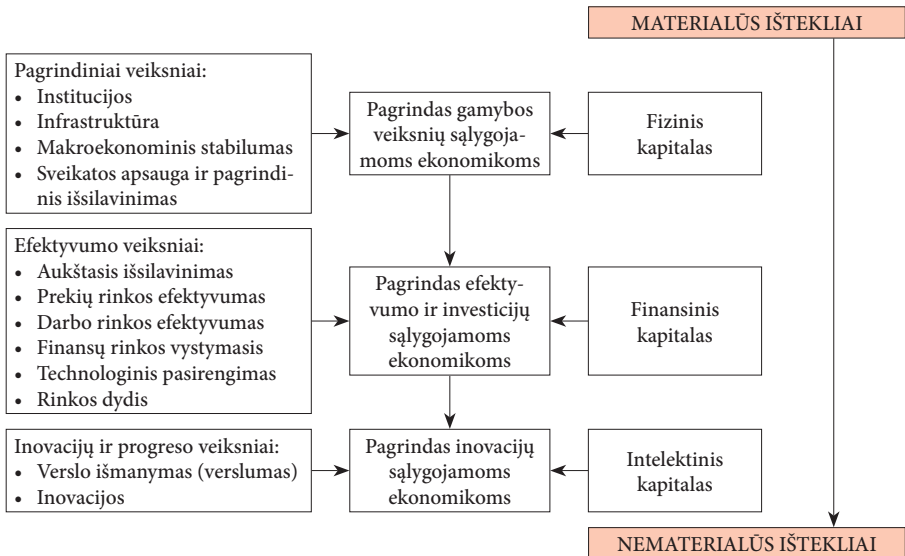 MATERIALŪS IŠTEKLIAI
Pagrindiniai veiksniai:
• Institucijos
• Infrastruktūra
• Makroekonominis stabilumas
• Sveikatos apsauga ir pagrindi-
nis išsilavinimas
Pagrindas gamybos
veiksnių sąlygoja-
moms ekonomikoms
Fizinis
kapitalas
Efektyvumo veiksniai:
• Aukštasis išsilavinimas
• Prekių rinkos efektyvumas
• Darbo rinkos efektyvumas
• Finansų rinkos vystymasis
• Technologinis pasirengimas
• Rinkos dydis
Pagrindas efekty-
vumo ir investicijų
sąlygojamoms
ekonomikoms
Finansinis
kapitalas
Inovacijų ir progreso veiksniai:
• Verslo išmanymas (verslumas)
• Inovacijos
Pagrindas inovacijų
sąlygojamoms
ekonomikoms
Intelektinis
kapitalas
NEMATERIALŪS IŠTEKLIAI